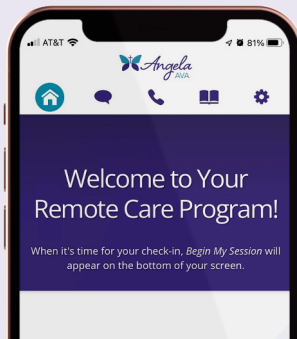 AT&T 81%
Angela
AVA
Welcome to Your
Remote Care Program!
When it's time for your check-in, Begin My Session will
appear on the bottom of your screen.